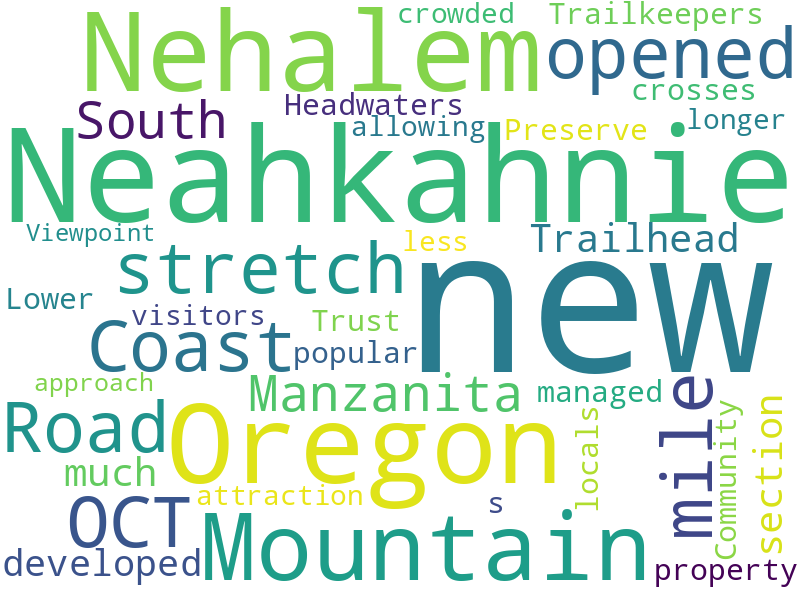 crowded Trailkeepers
Nehalem opened
crosses
South Headwaters
allowing Preserve longer
Neahkahnie
Viewpoint less Trailhead
stretch new
Lower visitors Trust
Coast popular
approach Manzanita managed
Road Oregon mile
much locals Community section
attraction s
OCT Mountain
developed property